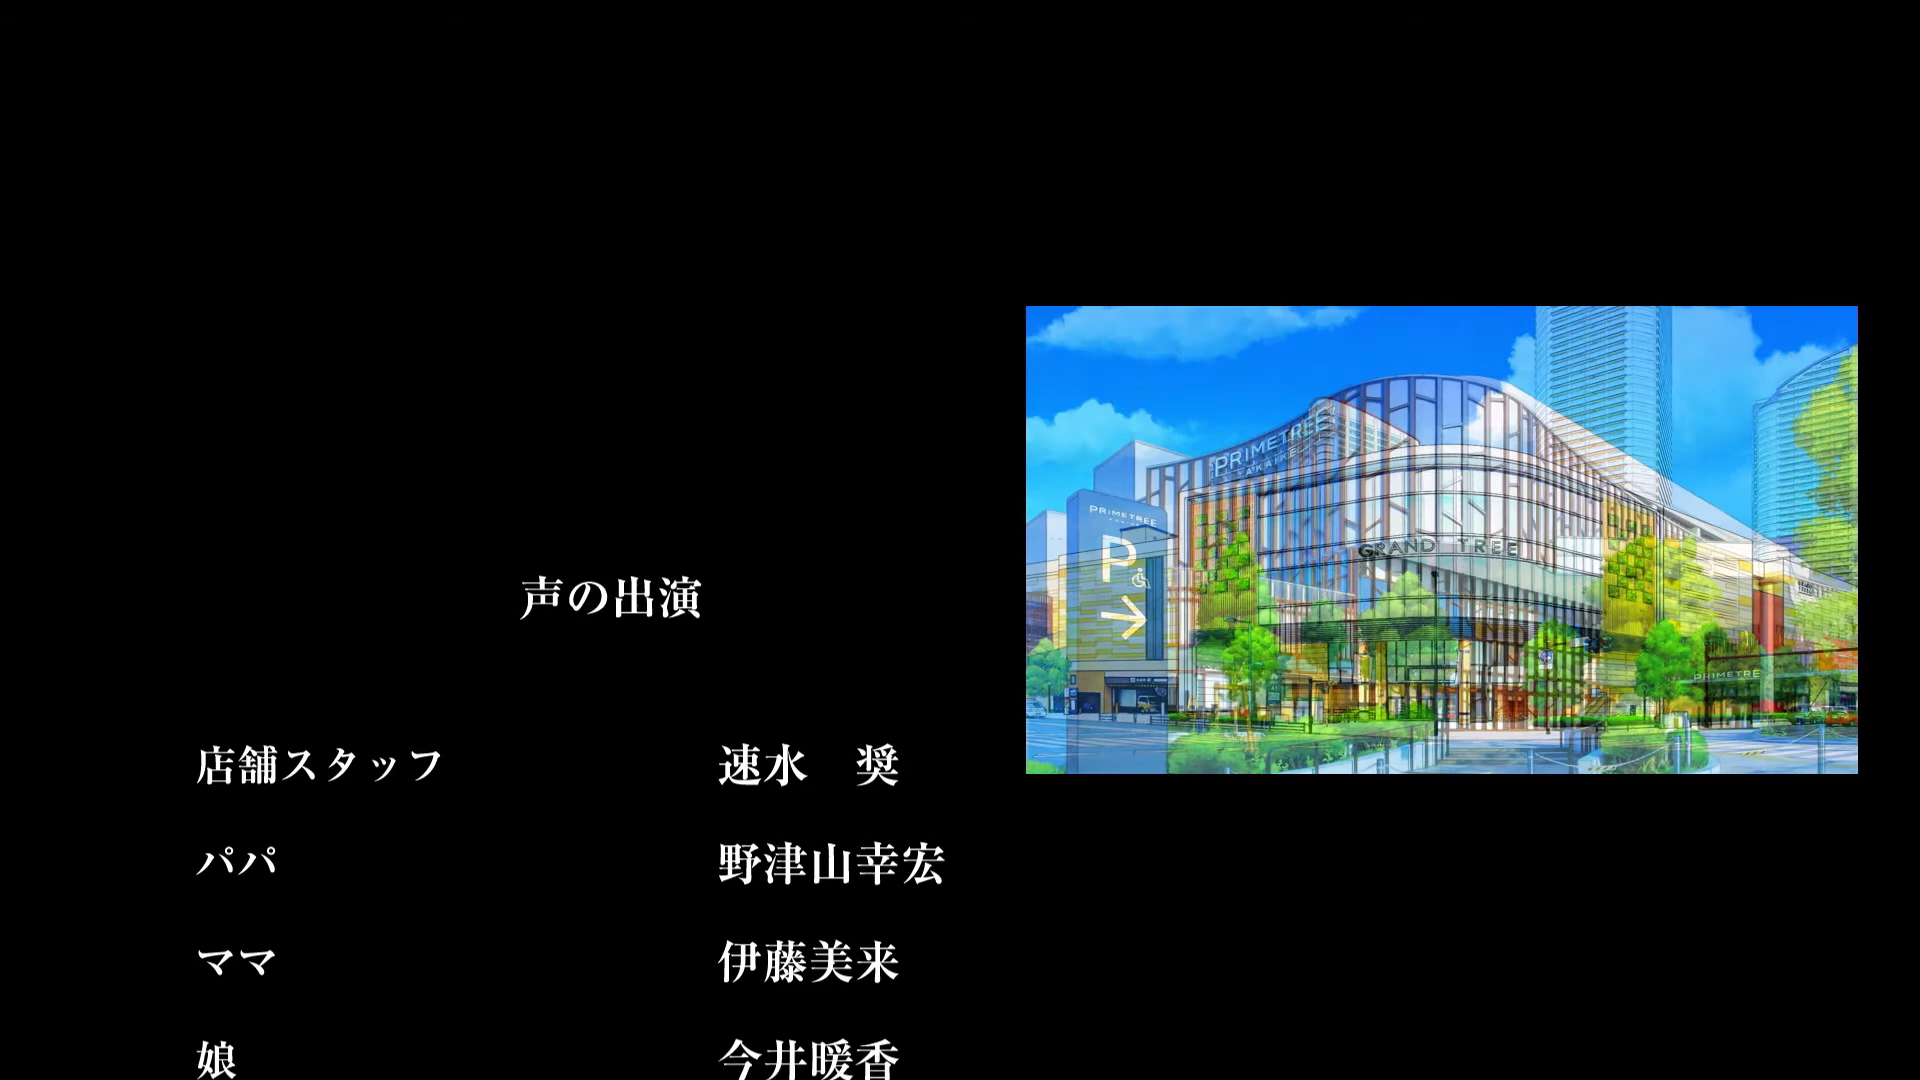 声の出演
店舗スタッフ　速水　奨
パパ　野津山幸宏
ママ　伊藤美来
娘　今井暖香
PRIMETREE
AKAIKE
PRIMETREE
P
GRAND TREE
PRIMETREE